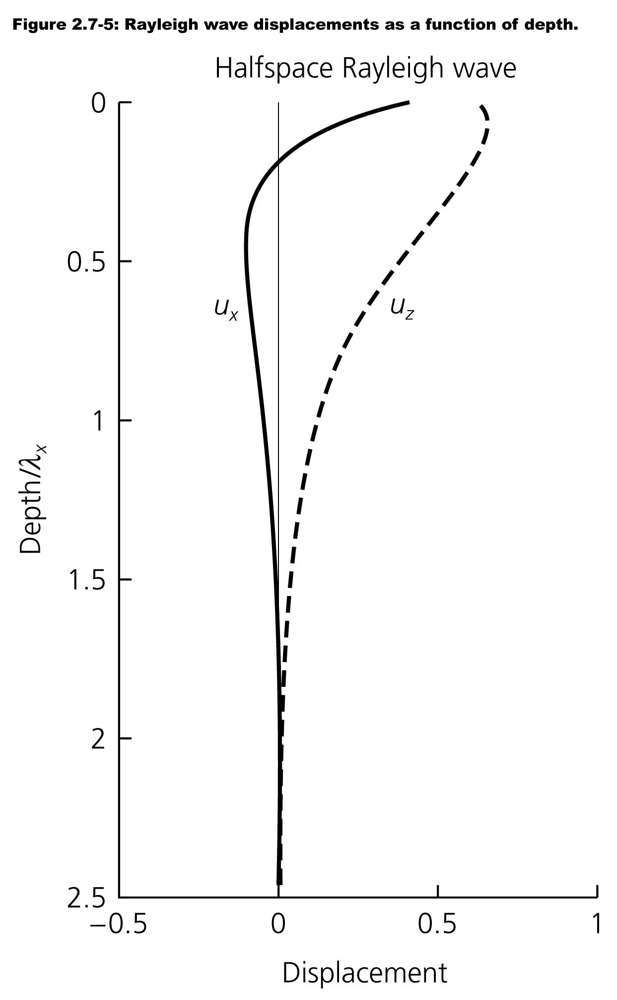 Figure 2.7-5: Rayleigh wave displacements as a function of depth.
Halfspace Rayleigh wave
0
0.5
u_x
u_z
1
Depth/λ_x
1.5
2
2.5
−0.5 0 0.5 1
Displacement